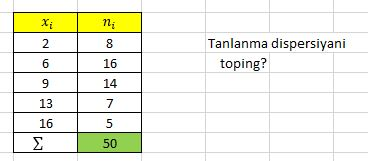 xᵢ nᵢ
2 8
6 16
9 14
13 7
16 5
∑ 50
Tanlanma dispersiyani
toping?